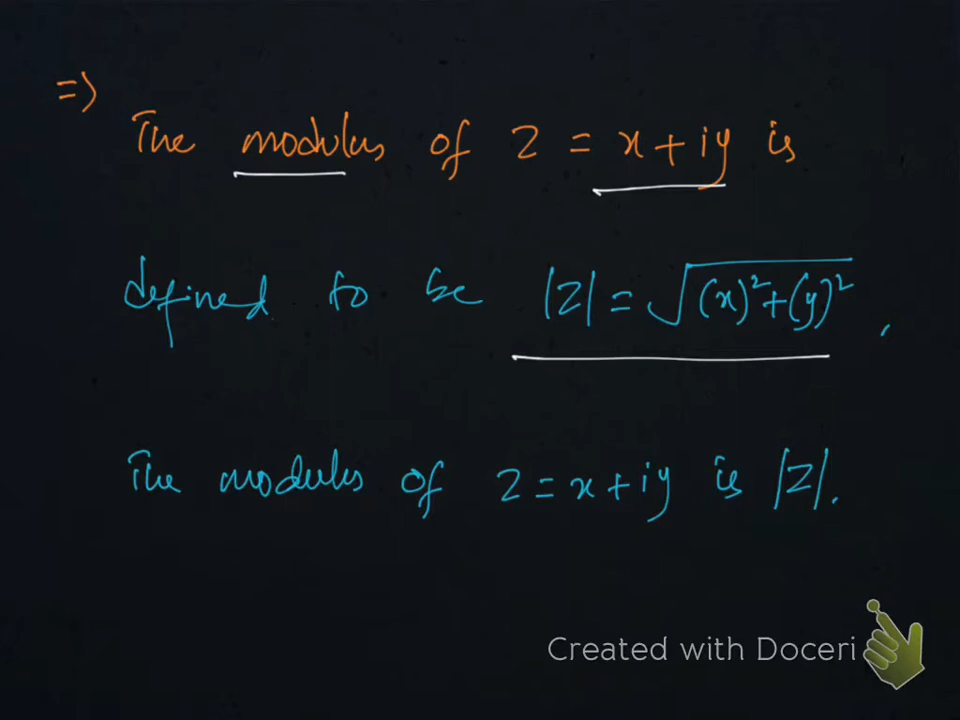 => The modulus of z = x + iy is
defined to be |z| = √(x)²+(y)² ,
The modulus of z = x + iy is |z|.
Created with Doceri